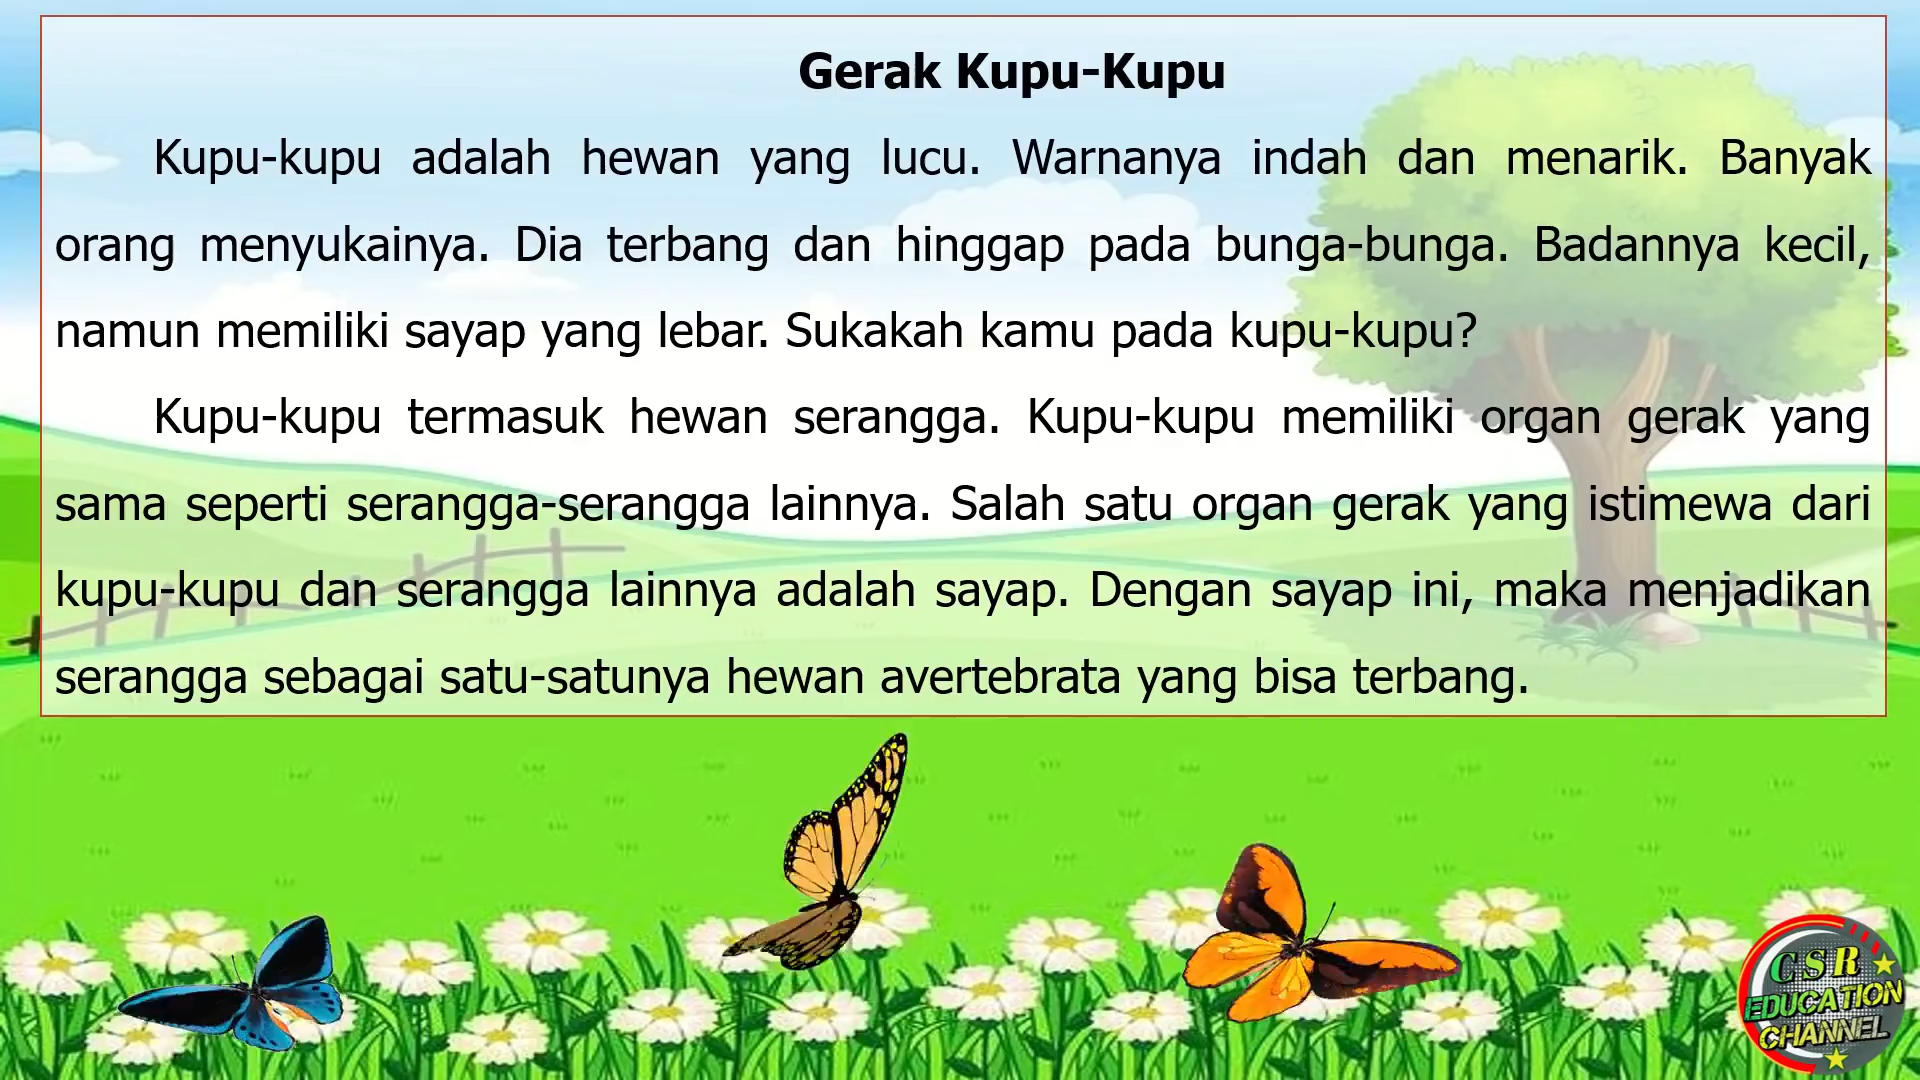 Gerak Kupu-Kupu
Kupu-kupu adalah hewan yang lucu. Warnanya indah dan menarik. Banyak
orang menyukainya. Dia terbang dan hinggap pada bunga-bunga. Badannya kecil,
namun memiliki sayap yang lebar. Sukakah kamu pada kupu-kupu?
Kupu-kupu termasuk hewan serangga. Kupu-kupu memiliki organ gerak yang
sama seperti serangga-serangga lainnya. Salah satu organ gerak yang istimewa dari
kupu-kupu dan serangga lainnya adalah sayap. Dengan sayap ini, maka menjadikan
serangga sebagai satu-satunya hewan avertebrata yang bisa terbang.
CSR
EDUCATION
CHANNEL